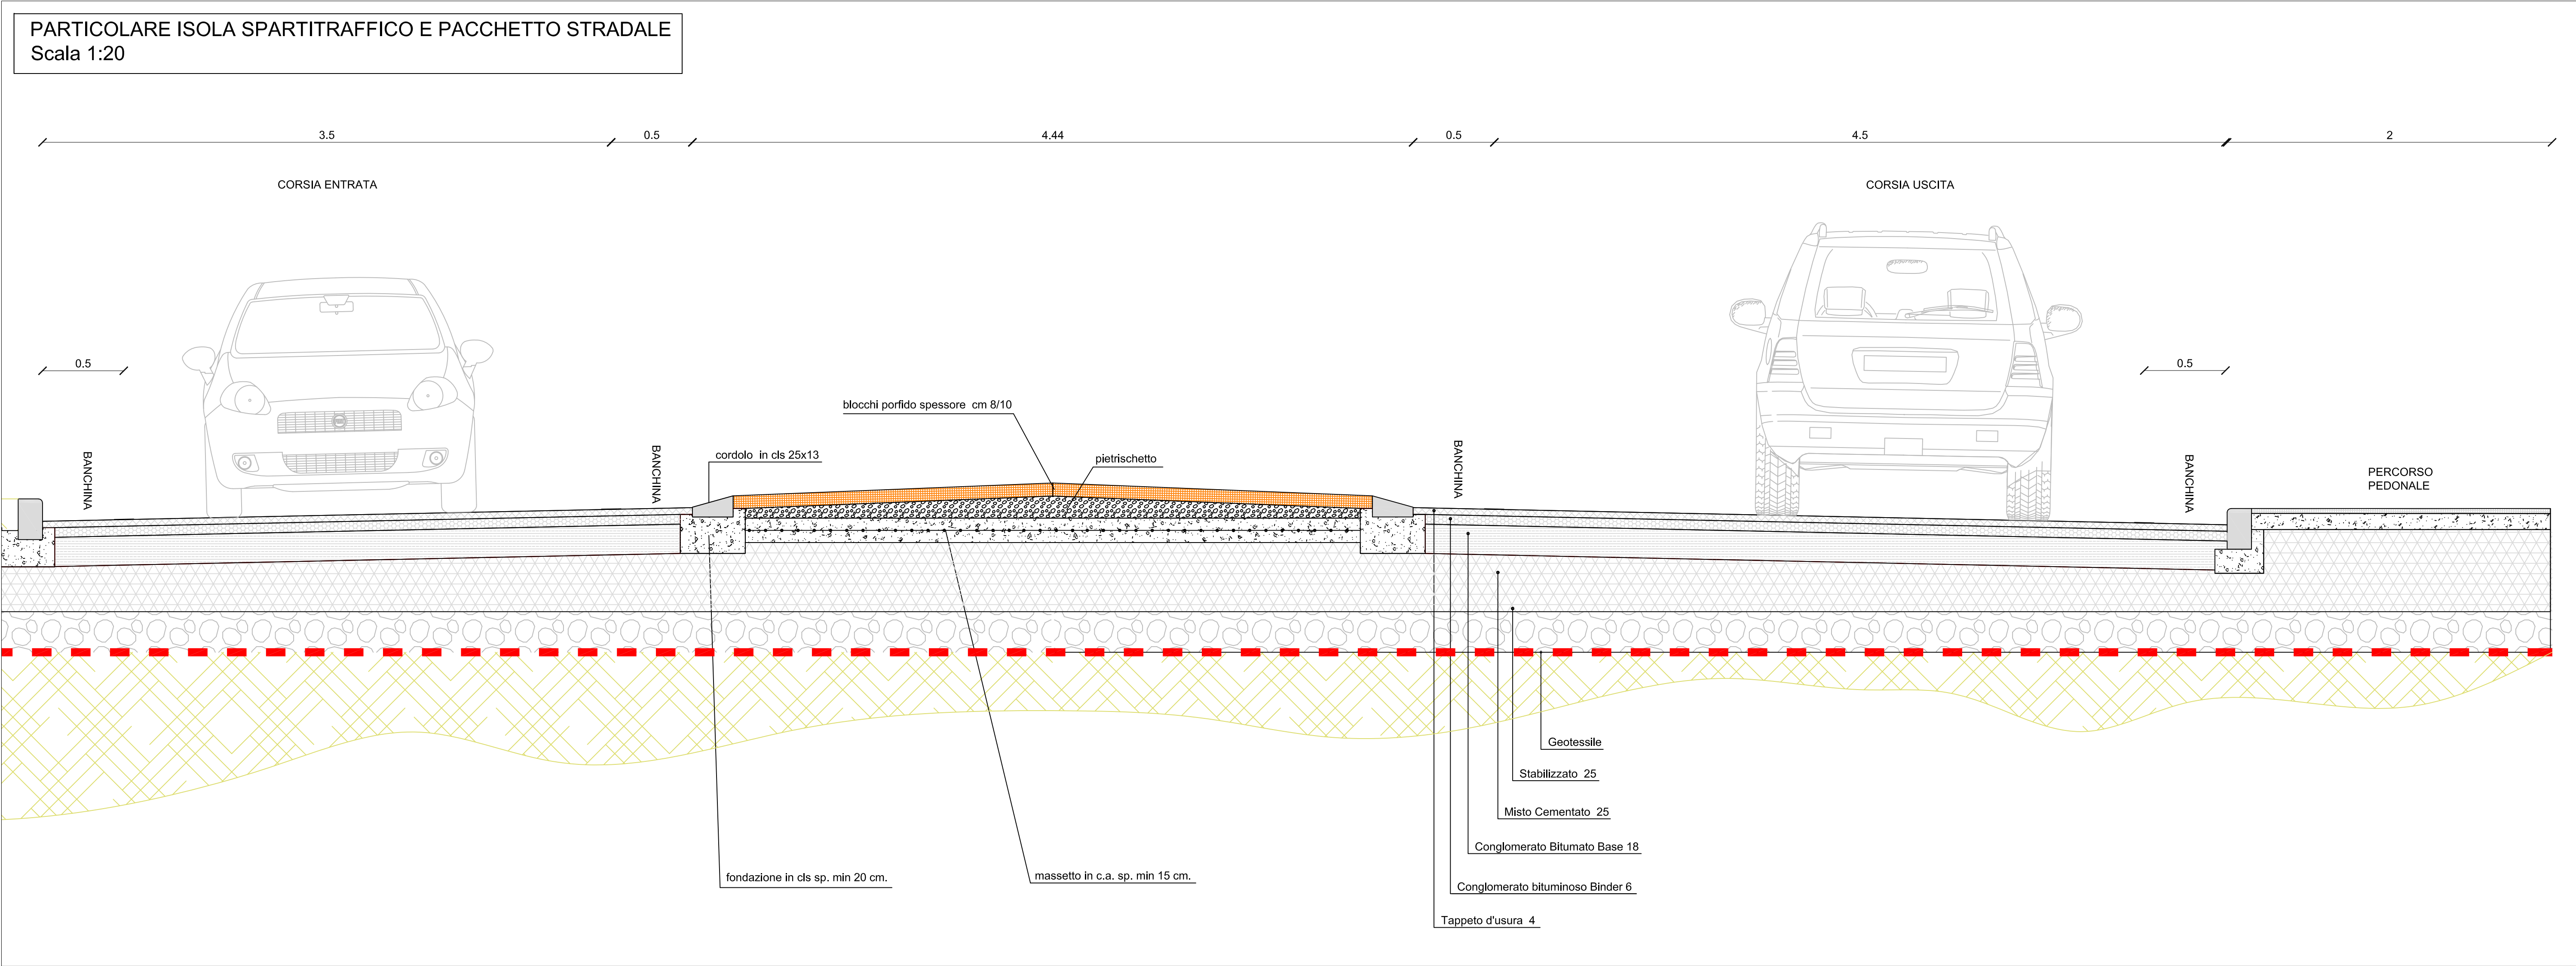 PARTICOLARE ISOLA SPARTITRAFFICO E PACCHETTO STRADALE
Scala 1:20
3.5
0.5
4.44
0.5
4.5
2
CORSIA ENTRATA
CORSIA USCITA
0.5
0.5
blocchi porfido spessore cm 8/10
cordolo in cls 25x13
pietrischetto
BANCHINA
BANCHINA
BANCHINA
BANCHINA
PERCORSO
PEDONALE
Geotessile
Stabilizzato 25
Misto Cementato 25
Conglomerato Bitumato Base 18
fondazione in cls sp. min 20 cm.
massetto in c.a. sp. min 15 cm.
Conglomerato bituminoso Binder 6
Tappeto d'usura 4